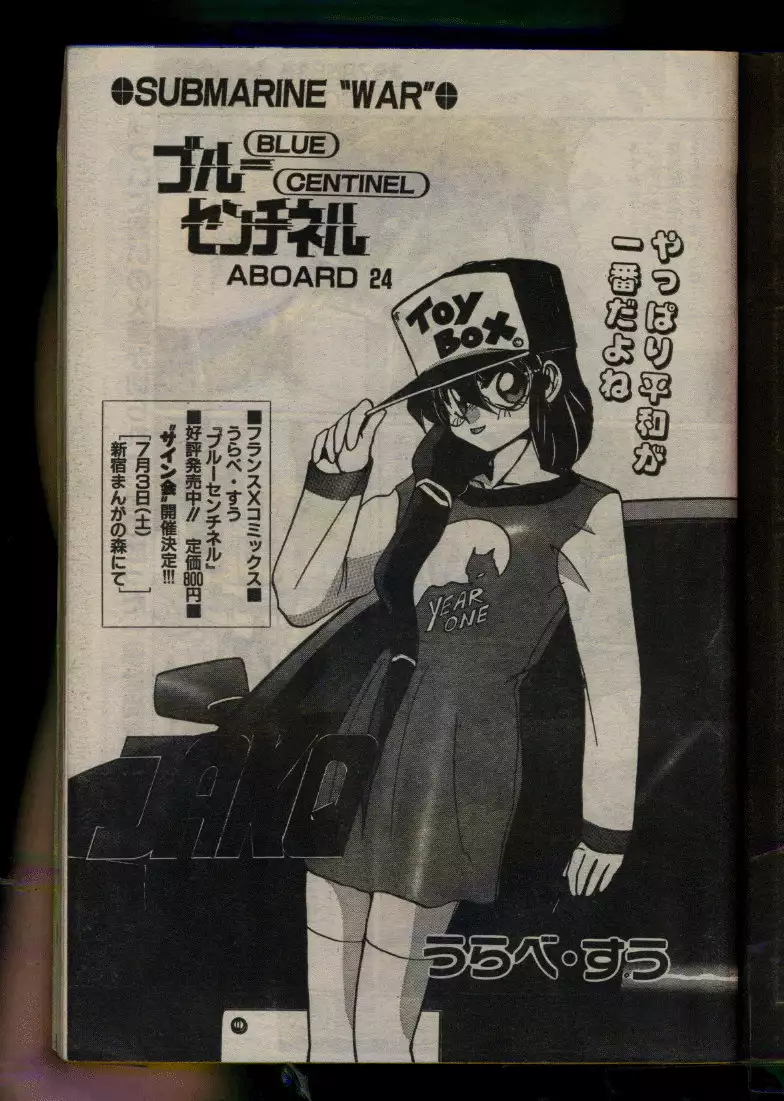 SUBMARINE "WAR"
ブルー
BLUE
CENTINEL
センチネル
ABOARD 24
やっぱり平和が
一番だよね
TOY
BOX
■フランスXコミックス■
うらべ・すう
『ブルーセンチネル』
■好評発売中!! 定価800円■
"サイン会"開催決定!!!
7月3日(土)
新宿まんがの森にて
YEAR
ONE
うらべ・すう